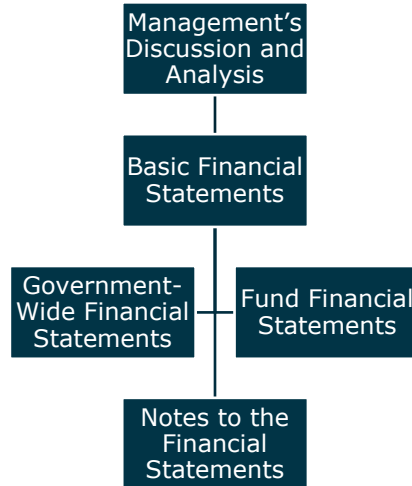 Management’s
Discussion and
Analysis
Basic Financial
Statements
Government-
Wide Financial
Statements
Fund Financial
Statements
Notes to the
Financial
Statements